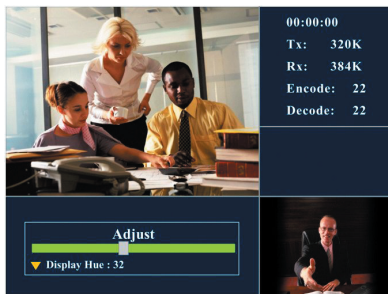 00:00:00
Tx: 320K
Rx: 384K
Encode: 22
Decode: 22
Adjust
Display Hue : 32